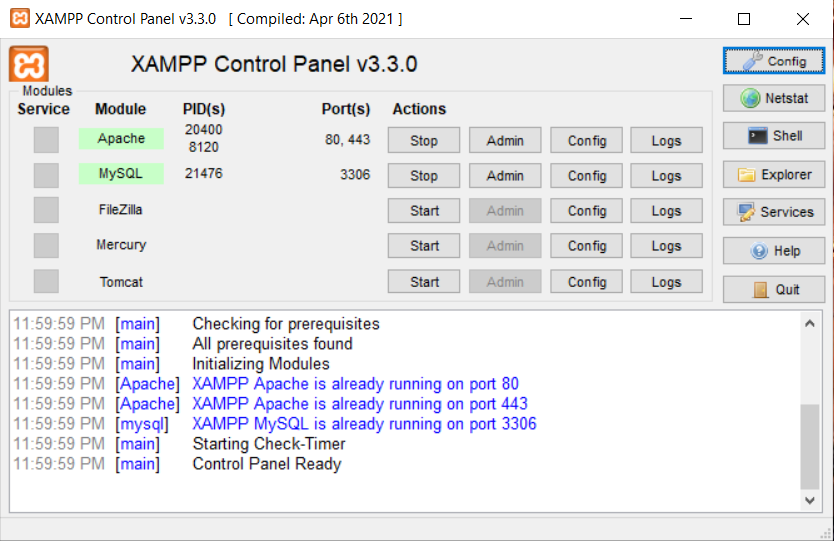 XAMPP Control Panel v3.3.0 [ Compiled: Apr 6th 2021 ]
XAMPP Control Panel v3.3.0
Config
Modules
Service Module PID(s) Port(s) Actions
Netstat
Apache 20400 8120 80, 443 Stop Admin Config Logs
Shell
MySQL 21476 3306 Stop Admin Config Logs
Explorer
FileZilla Start Admin Config Logs
Services
Mercury Start Admin Config Logs
Help
Tomcat Start Admin Config Logs
Quit
11:59:59 PM [main] Checking for prerequisites
11:59:59 PM [main] All prerequisites found
11:59:59 PM [main] Initializing Modules
11:59:59 PM [Apache] XAMPP Apache is already running on port 80
11:59:59 PM [Apache] XAMPP Apache is already running on port 443
11:59:59 PM [mysql] XAMPP MySQL is already running on port 3306
11:59:59 PM [main] Starting Check-Timer
11:59:59 PM [main] Control Panel Ready